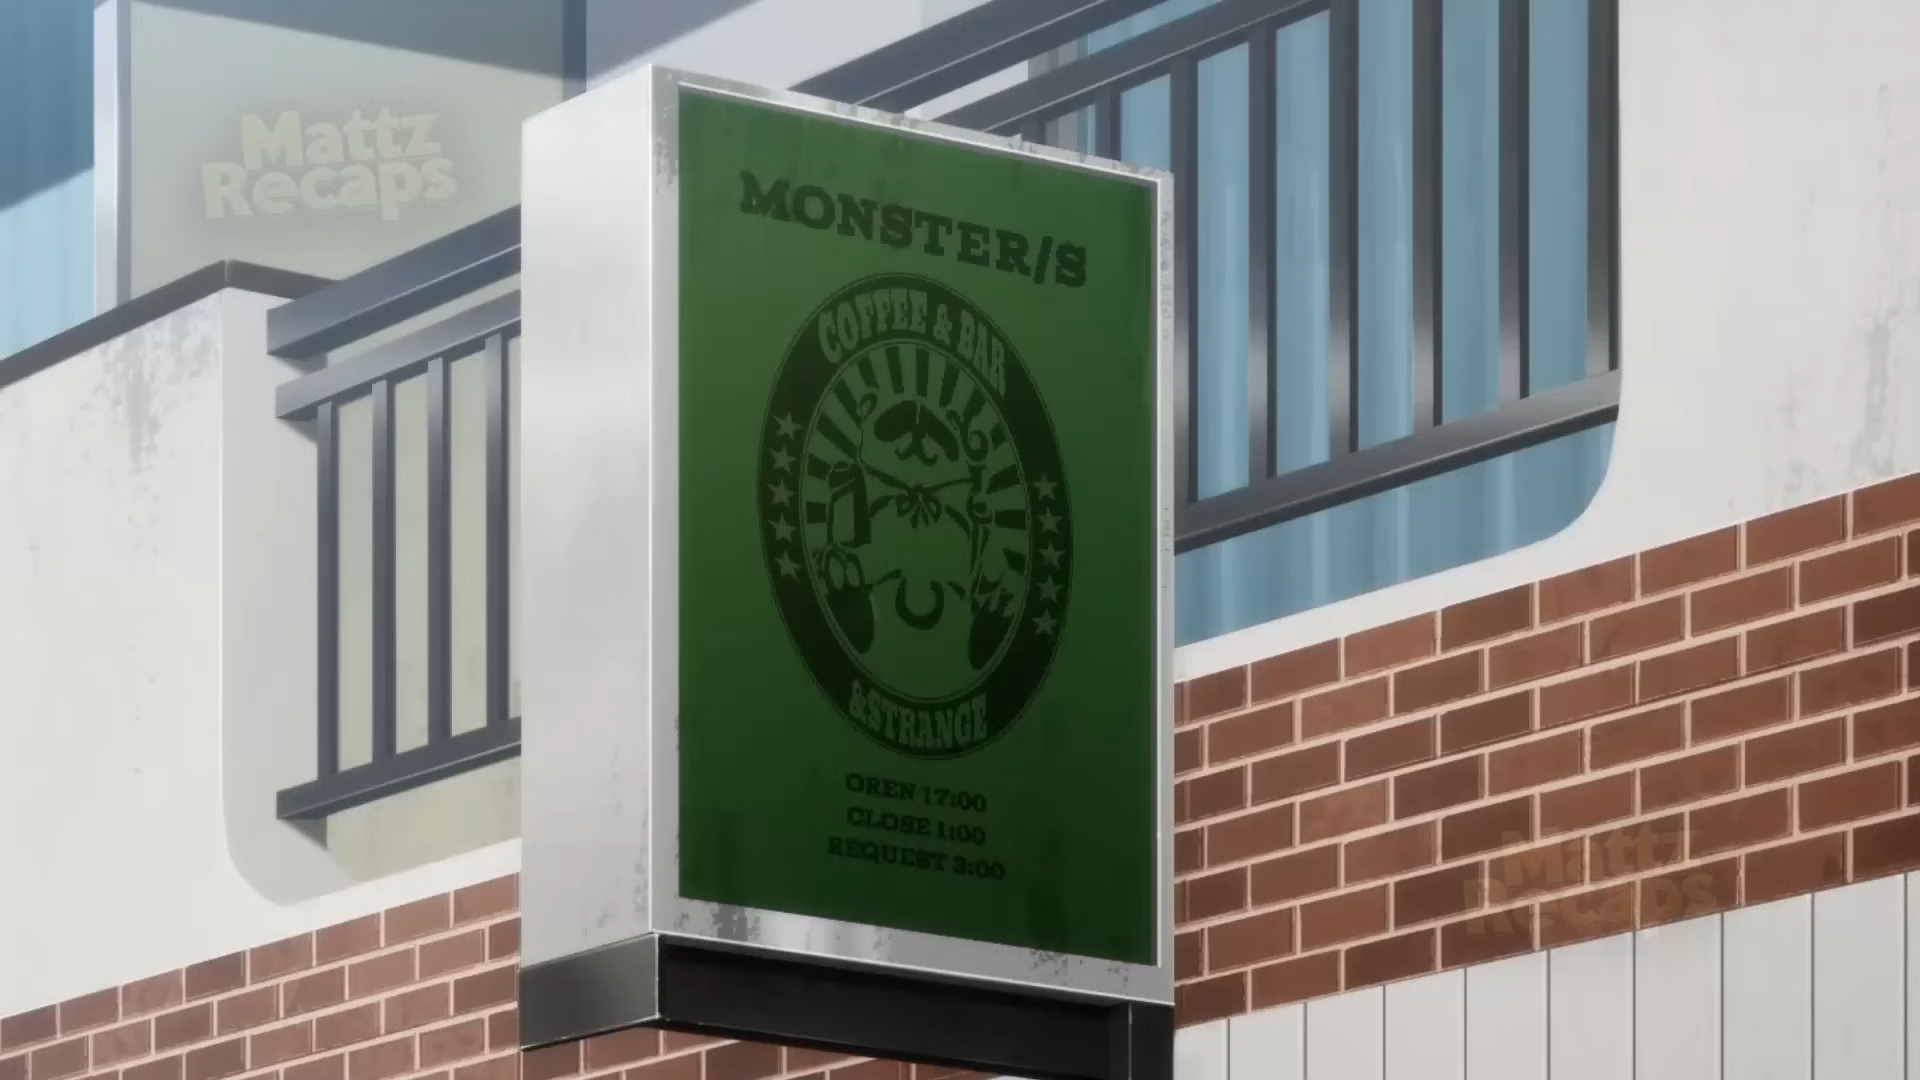 Mattz
Recaps
MONSTER/S
COFFEE & BAR
&STRANGE
OREN 17:00
CLOSE 1:00
REQUEST 3:00
Mattz
Recaps